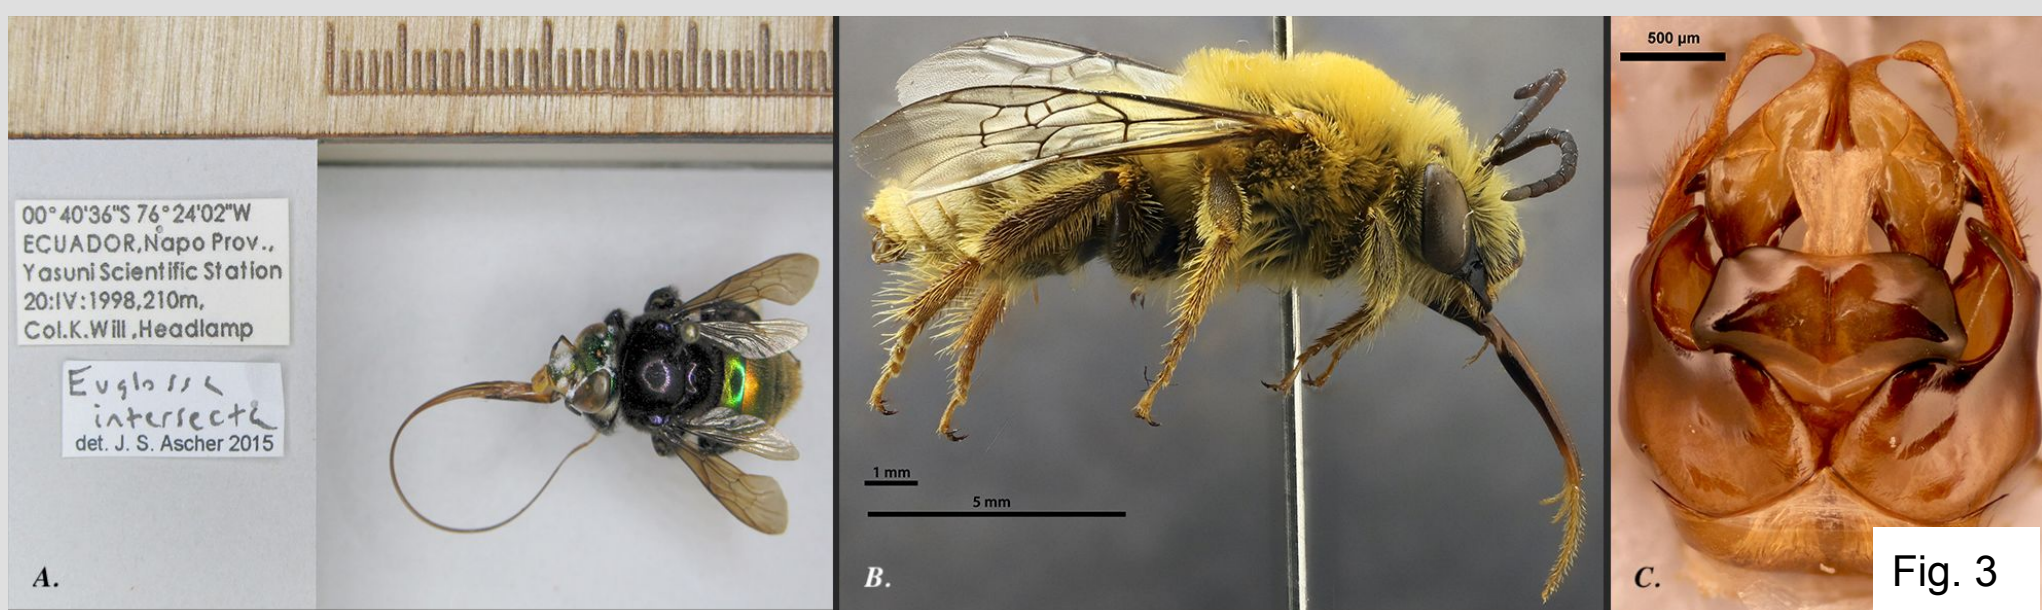 00°40'36"S 76°24'02"W
ECUADOR, Napo Prov.,
Yasuni Scientific Station
20:IV:1998,210m,
Col.K.Will,Headlamp
Euglossa
intersecta
det. J. S. Ascher 2015
A.
1 mm
5 mm
B.
500 µm
C.
Fig. 3